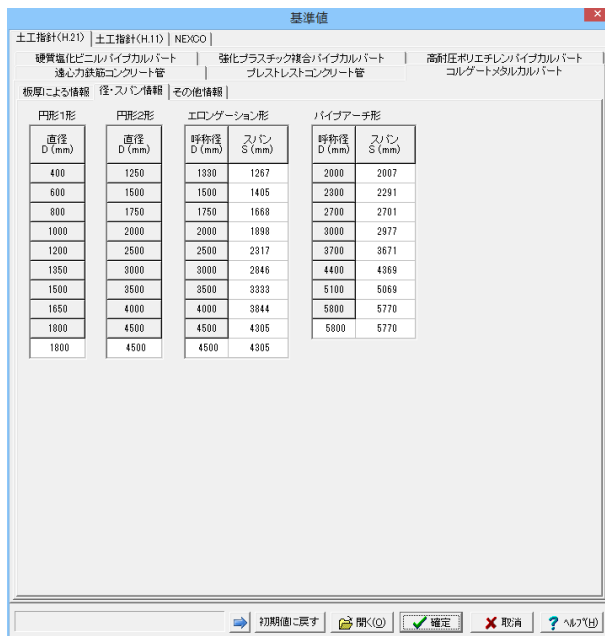 基準値
土工指針(H.21) 土工指針(H.11) NEXCO
硬質塩化ビニルパイプカルバート 強化プラスチック複合パイプカルバート 高耐圧ポリエチレンパイプカルバート
遠心力鉄筋コンクリート管 プレストレストコンクリート管 コルゲートメタルカルバート
板厚による情報 径・スパン情報 その他情報
円形1形 円形2形 エロンゲーション形 パイプアーチ形
直径 直径 呼称径 スパン 呼称径 スパン
D (mm) D (mm) D (mm) S (mm) D (mm) S (mm)
400 1250 1330 1267 2000 2007
600 1500 1500 1405 2300 2291
800 1750 1750 1668 2700 2701
1000 2000 2000 1898 3000 2977
1200 2500 2500 2317 3700 3671
1350 3000 3000 2846 4400 4369
1500 3500 3500 3333 5100 5069
1650 4000 4000 3844 5800 5770
1800 4500 4500 4305 5800 5770
1800 4500 4500 4305
初期値に戻す 開く(O) 確定 取消 ? ヘルプ(H)